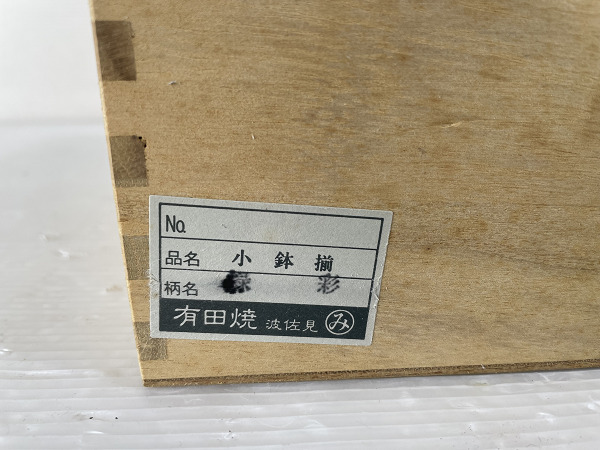 No.
品名 小鉢揃
柄名 彩
有田焼 波佐見 み